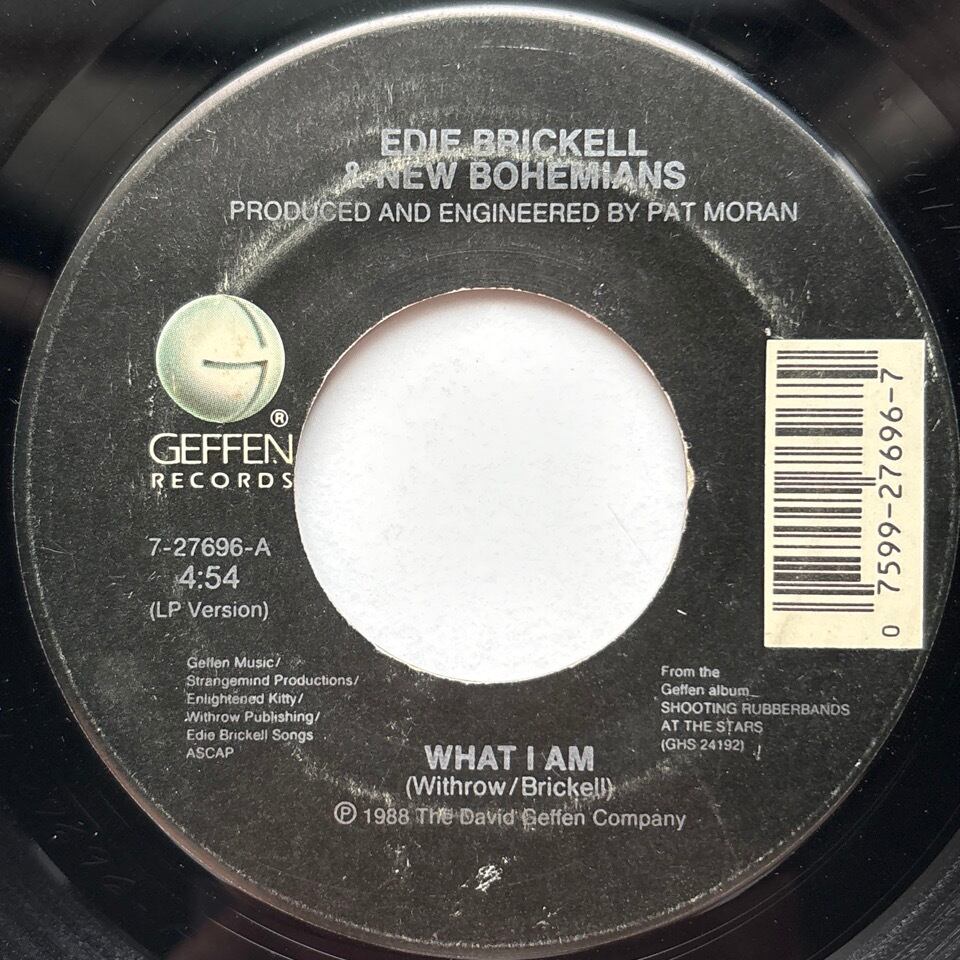 EDIE BRICKELL
& NEW BOHEMIANS
PRODUCED AND ENGINEERED BY PAT MORAN
G
®
GEFFEN
RECORDS
7-27696-A
4:54
(LP Version)
Geffen Music/
Strangemind Productions/
Enlightened Kitty/
Withrow Publishing/
Edie Brickell Songs
ASCAP
0 7599-27696-7
From the
Geffen album
SHOOTING RUBBERBANDS
AT THE STARS
(GHS 24192)
WHAT I AM
(Withrow/Brickell)
℗ 1988 The David Geffen Company